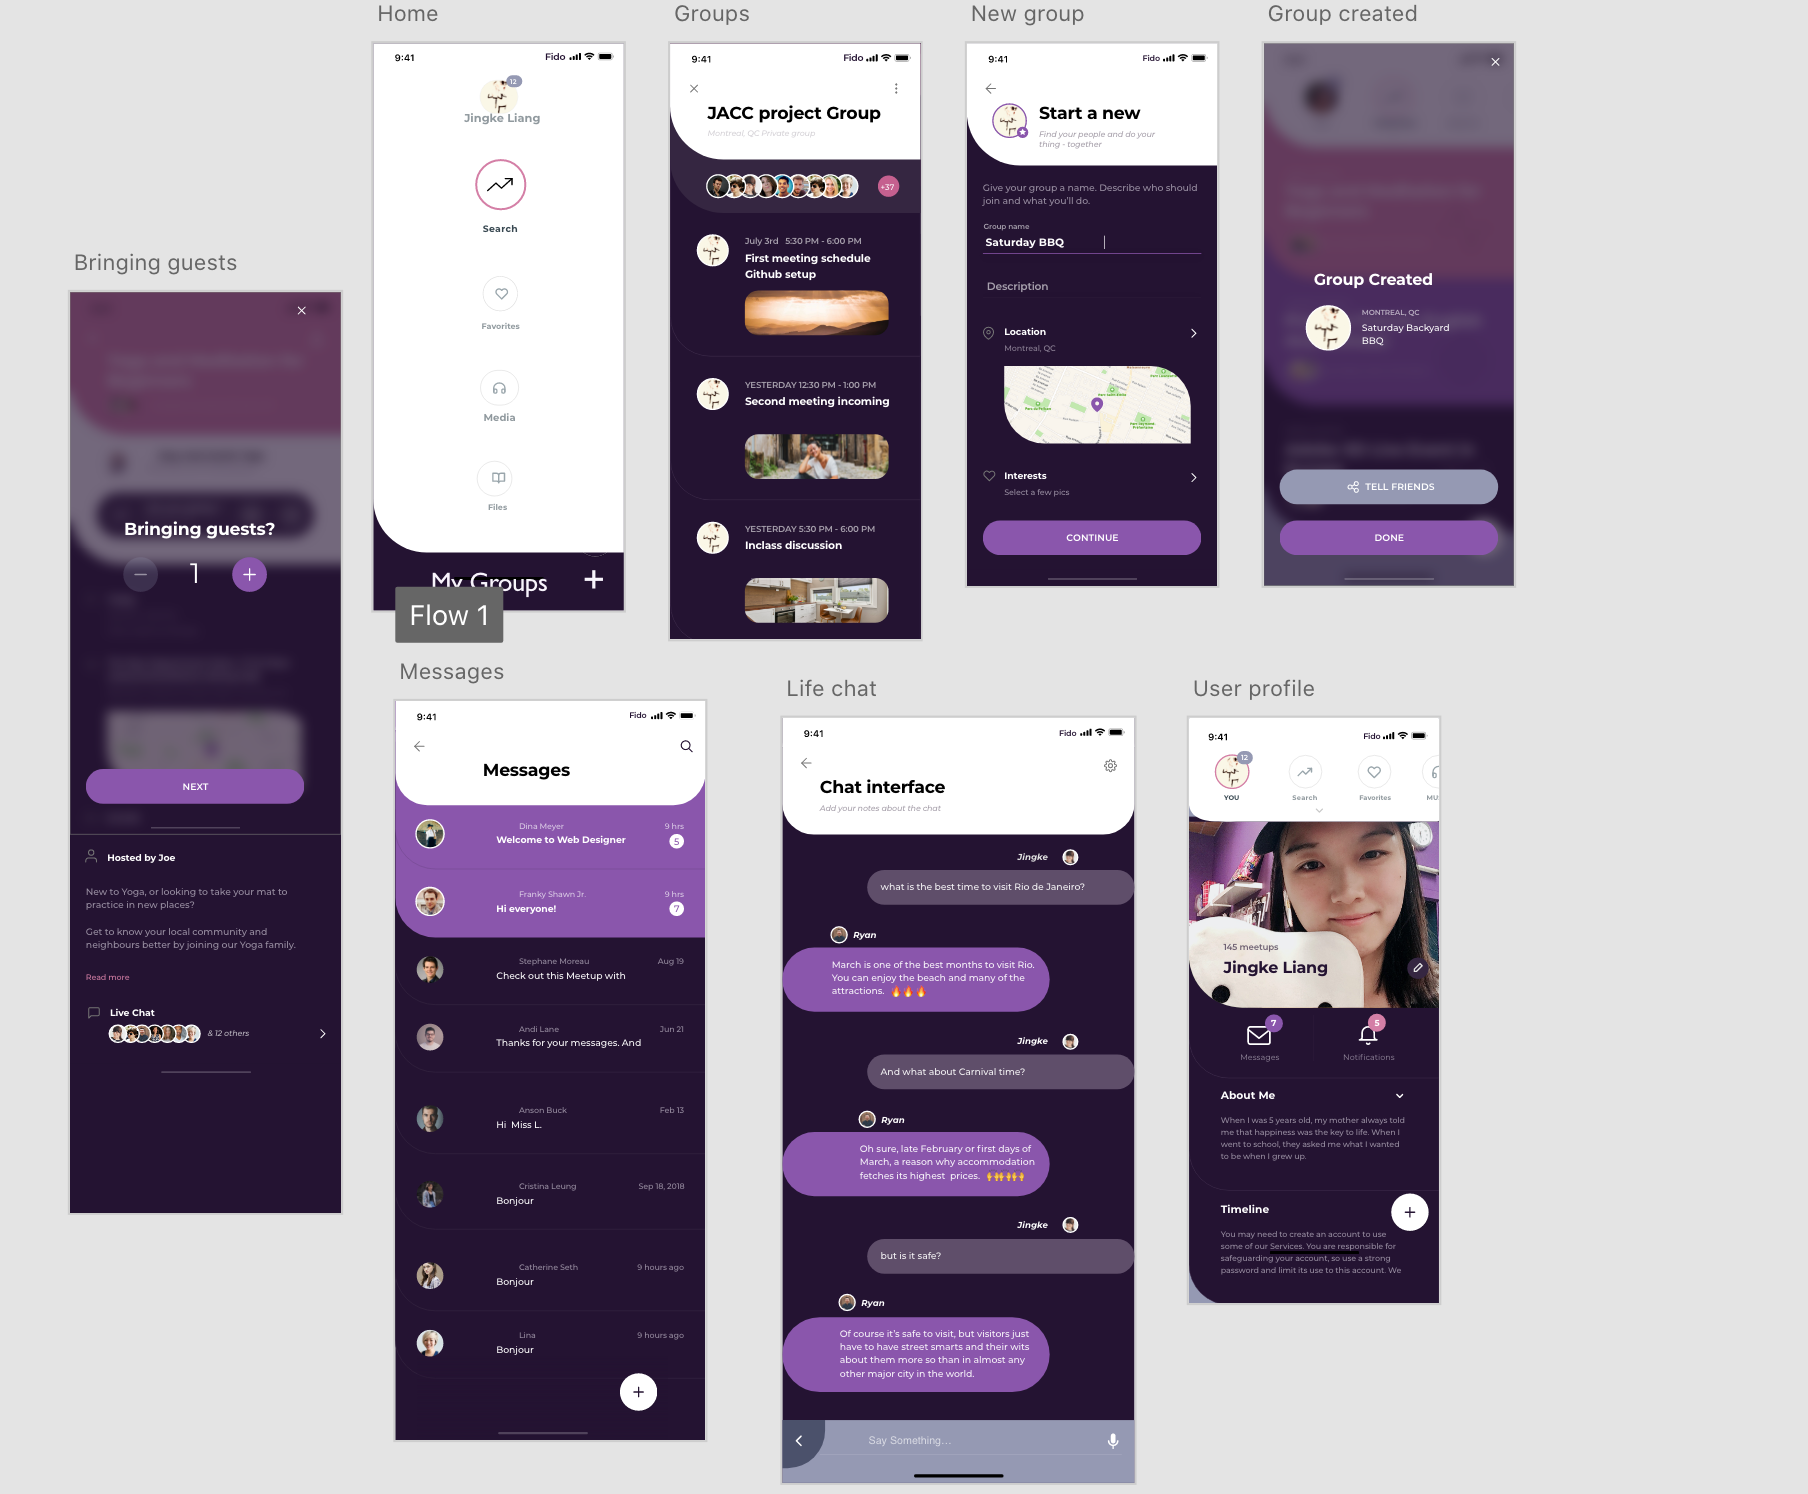 Home
9:41
Fido
12
Jingke Liang
Search
Favorites
Media
Files
My Groups
Flow 1
Groups
9:41
Fido
JACC project Group
Montreal, QC Private group
+37
July 3rd 5:30 PM - 6:00 PM
First meeting schedule
Github setup
YESTERDAY 12:30 PM - 1:00 PM
Second meeting incoming
YESTERDAY 5:30 PM - 6:00 PM
Inclass discussion
New group
9:41
Fido
Start a new
Find your people and do your
thing - together
Give your group a name. Describe who should
join and what you'll do.
Group name
Saturday BBQ
Description
Location
Montreal, QC
Interests
Select a few pics
CONTINUE
Group created
Group Created
MONTREAL, QC
Saturday Backyard
BBQ
TELL FRIENDS
DONE
Bringing guests
Bringing guests?
1
NEXT
Hosted by Joe
New to Yoga, or looking to take your mat to
practice in new places?
Get to know your local community and
neighbours better by joining our Yoga family.
Read more
Live Chat
& 12 others
Messages
9:41
Fido
Messages
Dina Meyer
9 hrs
Welcome to Web Designer
5
Franky Shawn Jr.
9 hrs
Hi everyone!
7
Stephane Moreau
Aug 19
Check out this Meetup with
Andi Lane
Jun 21
Thanks for your messages. And
Anson Buck
Feb 13
Hi Miss L.
Cristina Leung
Sep 18, 2018
Bonjour
Catherine Seth
9 hours ago
Bonjour
Lina
9 hours ago
Bonjour
Life chat
9:41
Fido
Chat interface
Add your notes about the chat
Jingke
what is the best time to visit Rio de Janeiro?
Ryan
March is one of the best months to visit Rio.
You can enjoy the beach and many of the
attractions. 🔥🔥🔥
Jingke
And what about Carnival time?
Ryan
Oh sure, late February or first days of
March, a reason why accommodation
fetches its highest prices. 🙌🙌🙌
Jingke
but is it safe?
Ryan
Of course it's safe to visit, but visitors just
have to have street smarts and their wits
about them more so than in almost any
other major city in the world.
Say Something...
User profile
9:41
Fido
12
YOU
Search
Favorites
MU
145 meetups
Jingke Liang
7
Messages
5
Notifications
About Me
When I was 5 years old, my mother always told
me that happiness was the key to life. When I
went to school, they asked me what I wanted
to be when I grew up.
Timeline
You may need to create an account to use
some of our Services. You are responsible for
safeguarding your account, so use a strong
password and limit its use to this account. We